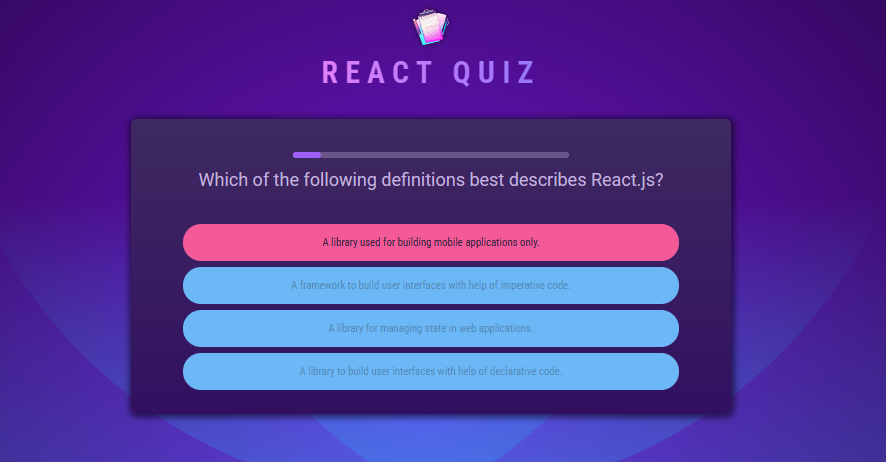 REACT QUIZ
Which of the following definitions best describes React.js?
A library used for building mobile applications only.
A framework to build user interfaces with help of imperative code.
A library for managing state in web applications.
A library to build user interfaces with help of declarative code.